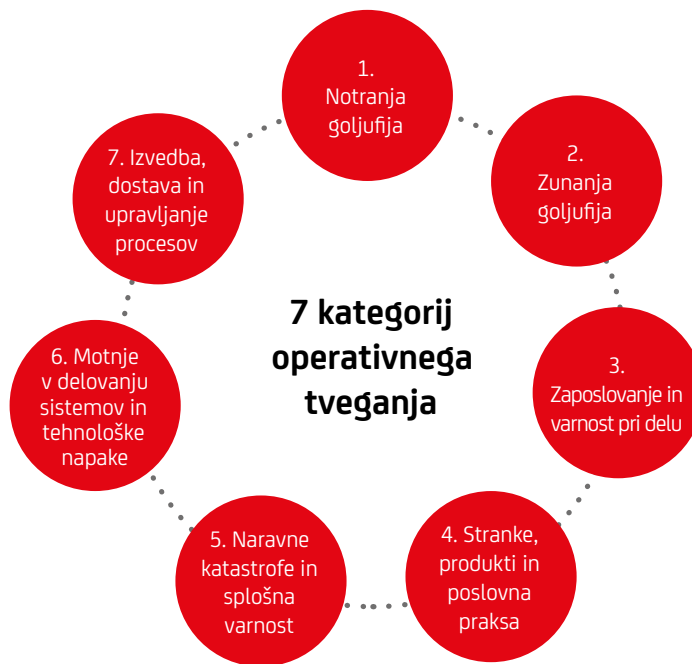 1.
Notranja
goljufija
2.
Zunanja
goljufija
3.
Zaposlovanje in
varnost pri delu
4. Stranke,
produkti in
poslovna
praksa
5. Naravne
katastrofe in
splošna
varnost
6. Motnje
v delovanju
sistemov in
tehnološke
napake
7. Izvedba,
dostava in
upravljanje
procesov
7 kategorij
operativnega
tveganja